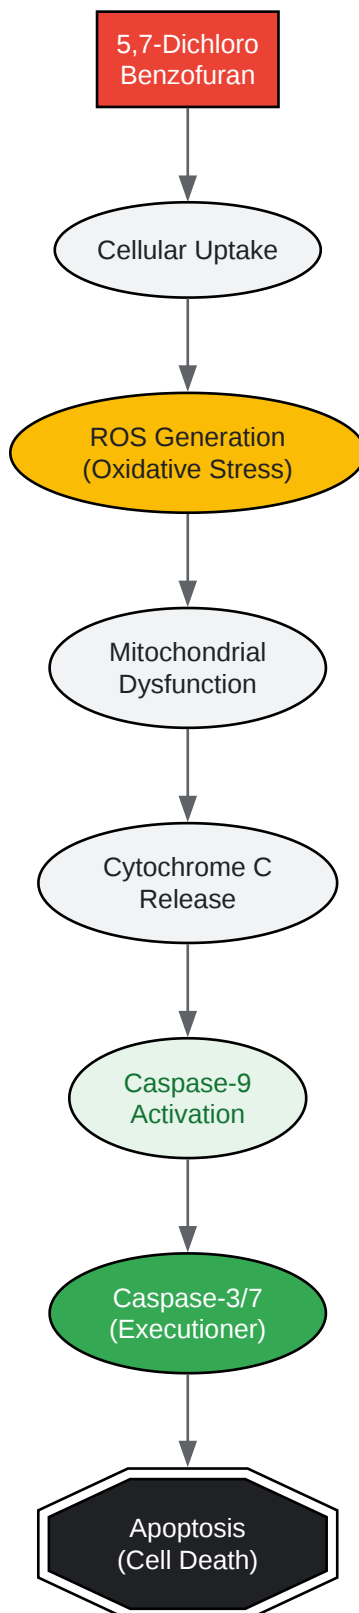 5,7-Dichloro
Benzofuran
Cellular Uptake
ROS Generation
(Oxidative Stress)
Mitochondrial
Dysfunction
Cytochrome C
Release
Caspase-9
Activation
Caspase-3/7
(Executioner)
Apoptosis
(Cell Death)